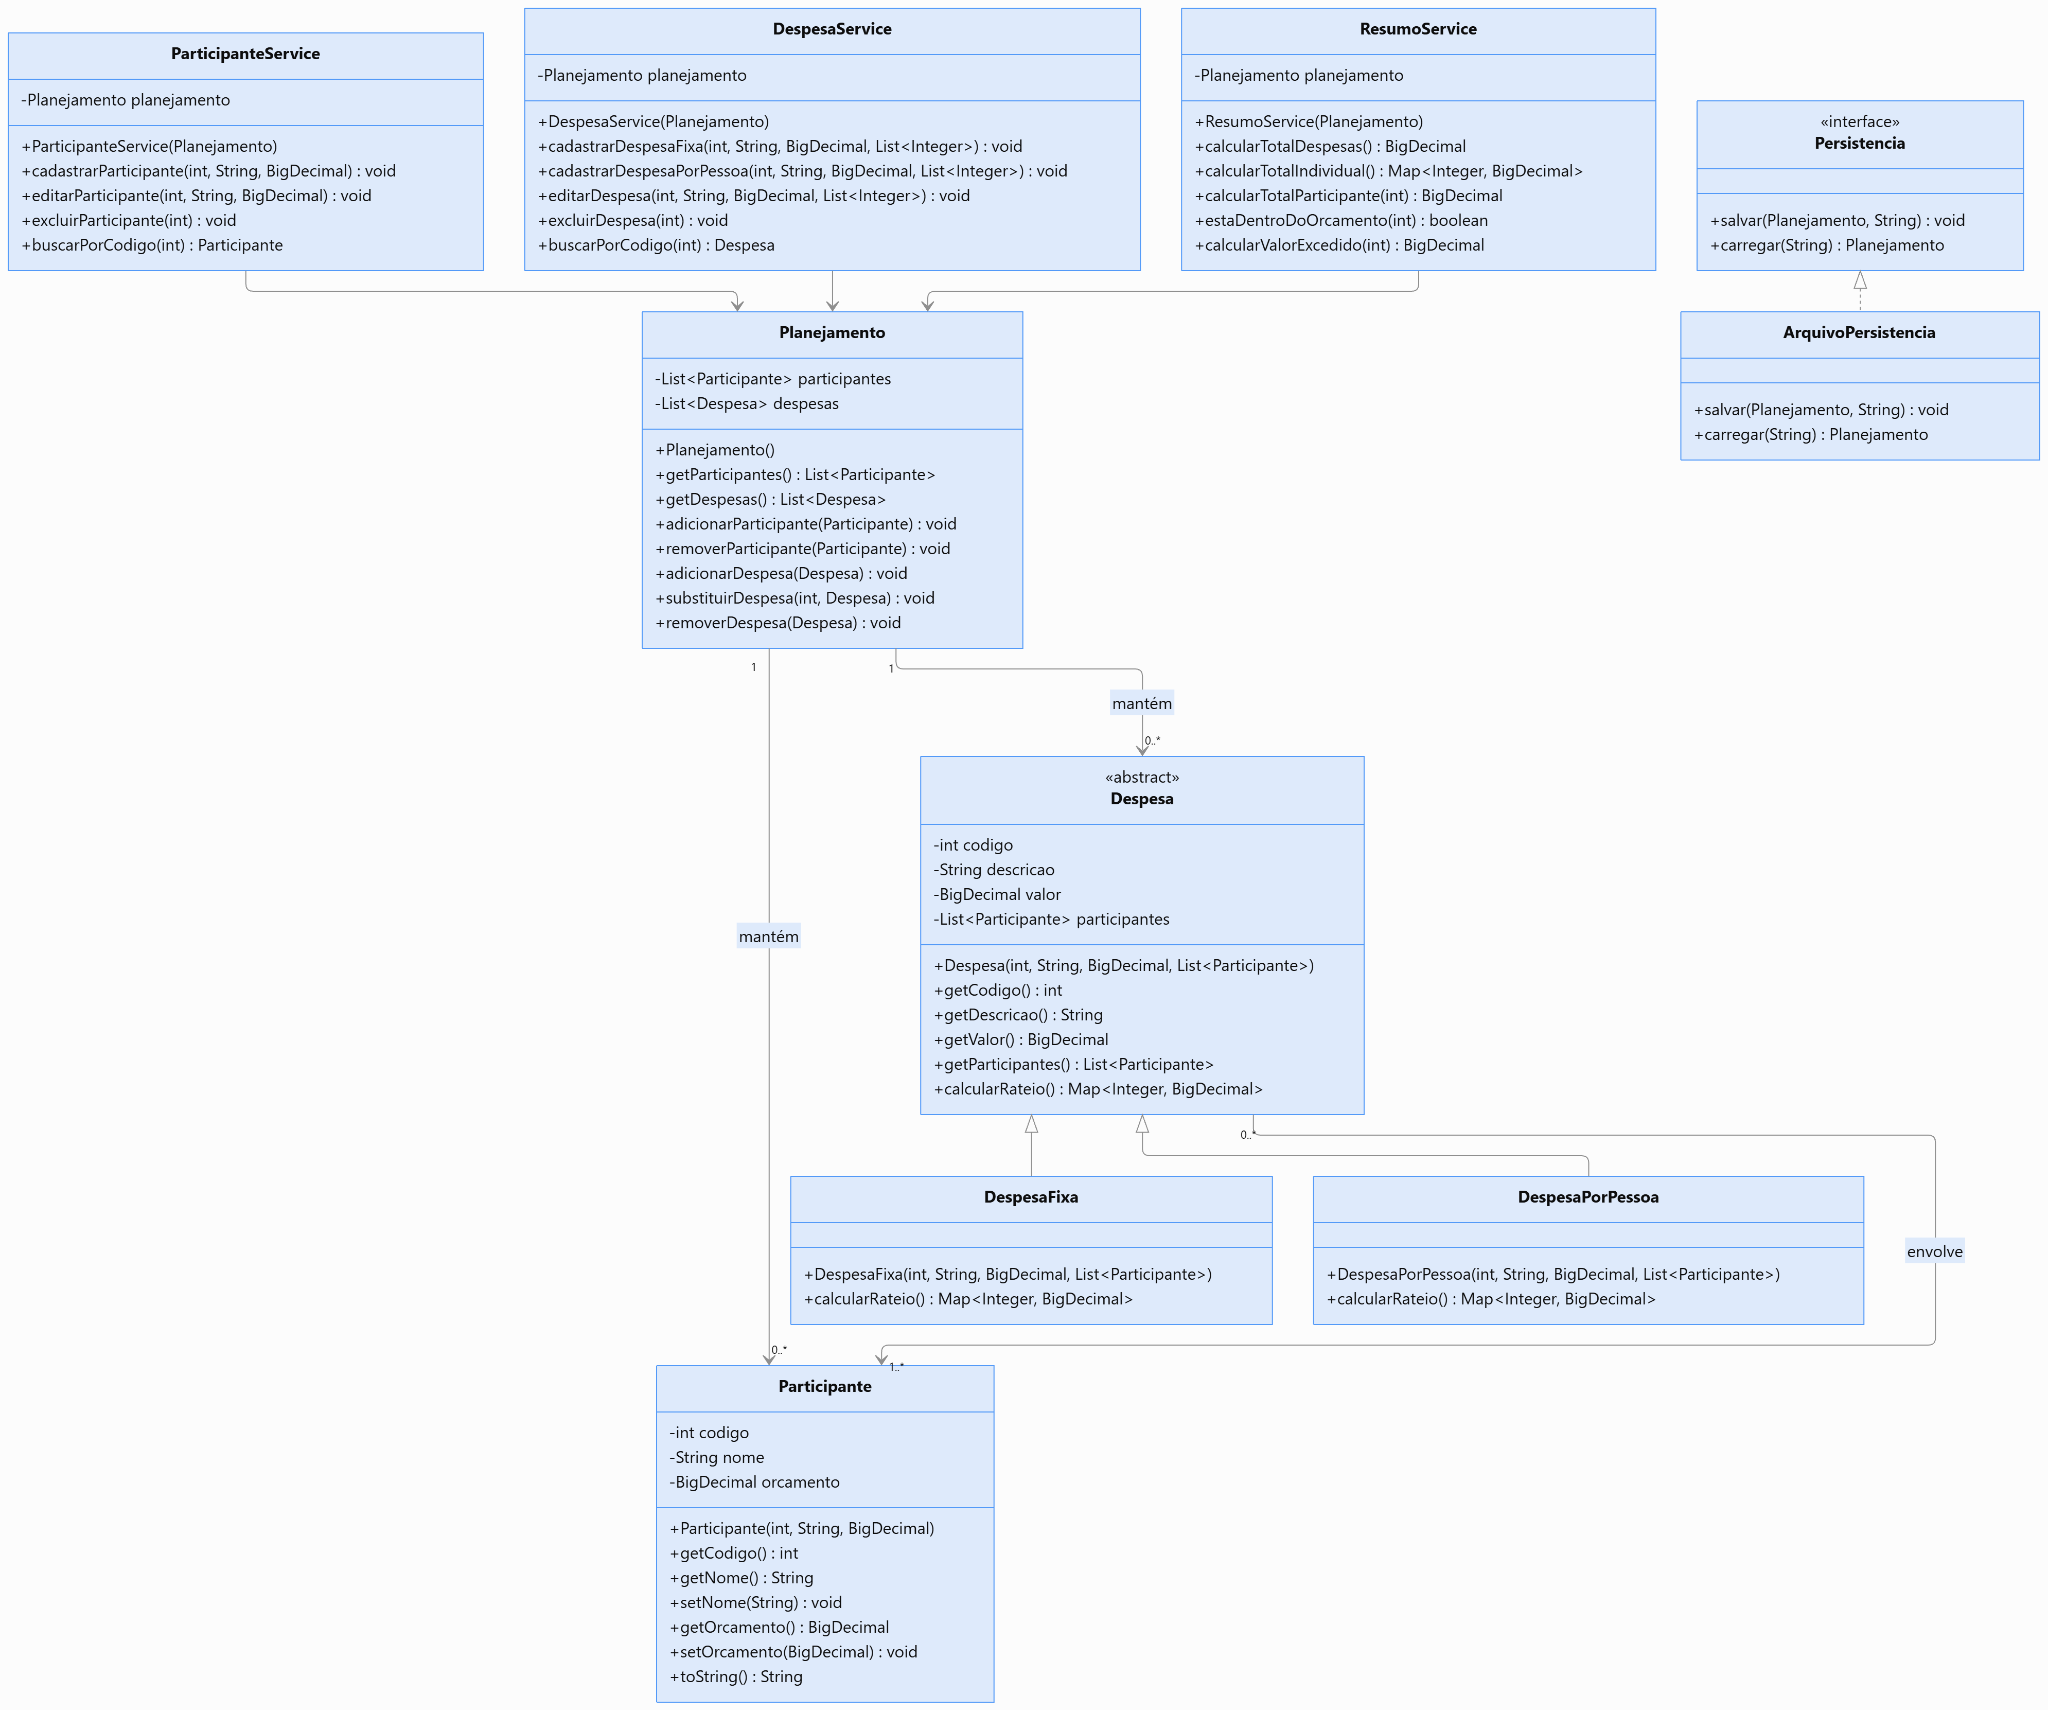 ParticipanteService
-Planejamento planejamento
+ParticipanteService(Planejamento)
+cadastrarParticipante(int, String, BigDecimal) : void
+editarParticipante(int, String, BigDecimal) : void
+excluirParticipante(int) : void
+buscarPorCodigo(int) : Participante
DespesaService
-Planejamento planejamento
+DespesaService(Planejamento)
+cadastrarDespesaFixa(int, String, BigDecimal, List<Integer>) : void
+cadastrarDespesaPorPessoa(int, String, BigDecimal, List<Integer>) : void
+editarDespesa(int, String, BigDecimal, List<Integer>) : void
+excluirDespesa(int) : void
+buscarPorCodigo(int) : Despesa
ResumoService
-Planejamento planejamento
+ResumoService(Planejamento)
+calcularTotalDespesas() : BigDecimal
+calcularTotalIndividual() : Map<Integer, BigDecimal>
+calcularTotalParticipante(int) : BigDecimal
+estaDentroDoOrcamento(int) : boolean
+calcularValorExcedido(int) : BigDecimal
«interface»
Persistencia
+salvar(Planejamento, String) : void
+carregar(String) : Planejamento
Planejamento
-List<Participante> participantes
-List<Despesa> despesas
+Planejamento()
+getParticipantes() : List<Participante>
+getDespesas() : List<Despesa>
+adicionarParticipante(Participante) : void
+removerParticipante(Participante) : void
+adicionarDespesa(Despesa) : void
+substituirDespesa(int, Despesa) : void
+removerDespesa(Despesa) : void
ArquivoPersistencia
+salvar(Planejamento, String) : void
+carregar(String) : Planejamento
1
1
mantém
0..*
«abstract»
Despesa
-int codigo
-String descricao
-BigDecimal valor
-List<Participante> participantes
+Despesa(int, String, BigDecimal, List<Participante>)
+getCodigo() : int
+getDescricao() : String
+getValor() : BigDecimal
+getParticipantes() : List<Participante>
+calcularRateio() : Map<Integer, BigDecimal>
mantém
0..*
DespesaFixa
+DespesaFixa(int, String, BigDecimal, List<Participante>)
+calcularRateio() : Map<Integer, BigDecimal>
DespesaPorPessoa
+DespesaPorPessoa(int, String, BigDecimal, List<Participante>)
+calcularRateio() : Map<Integer, BigDecimal>
envolve
0..*
1..*
Participante
-int codigo
-String nome
-BigDecimal orcamento
+Participante(int, String, BigDecimal)
+getCodigo() : int
+getNome() : String
+setNome(String) : void
+getOrcamento() : BigDecimal
+setOrcamento(BigDecimal) : void
+toString() : String